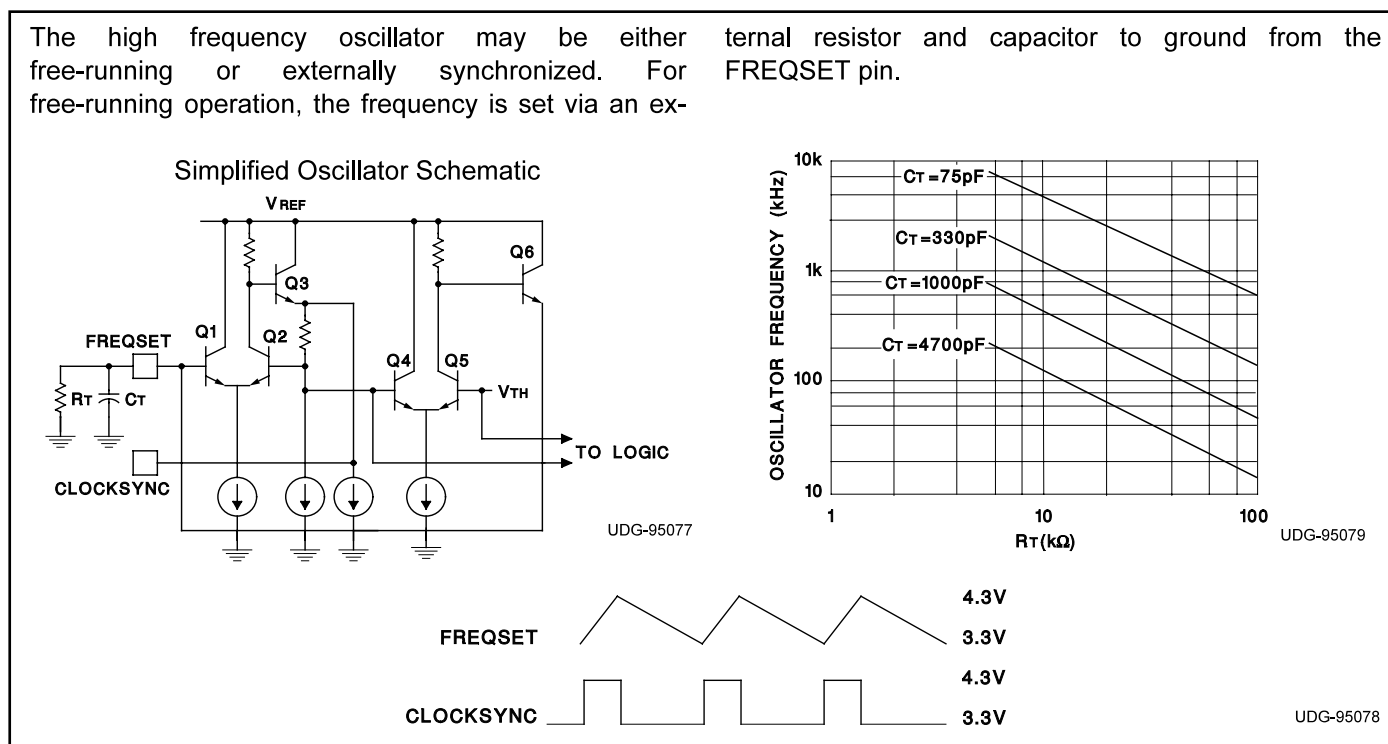 The high frequency oscillator may be either
free-running or externally synchronized. For
free-running operation, the frequency is set via an ex-
ternal resistor and capacitor to ground from the
FREQSET pin.
Simplified Oscillator Schematic
VREF
Q6
Q3
Q1
Q2
FREQSET
Q4
Q5
RT
CT
VTH
TO LOGIC
CLOCKSYNC
UDG-95077
OSCILLATOR FREQUENCY (kHz)
10k
1k
100
10
CT=75pF
CT=330pF
CT=1000pF
CT=4700pF
1
10
100
RT(kΩ)
UDG-95079
FREQSET
4.3V
3.3V
CLOCKSYNC
4.3V
3.3V
UDG-95078